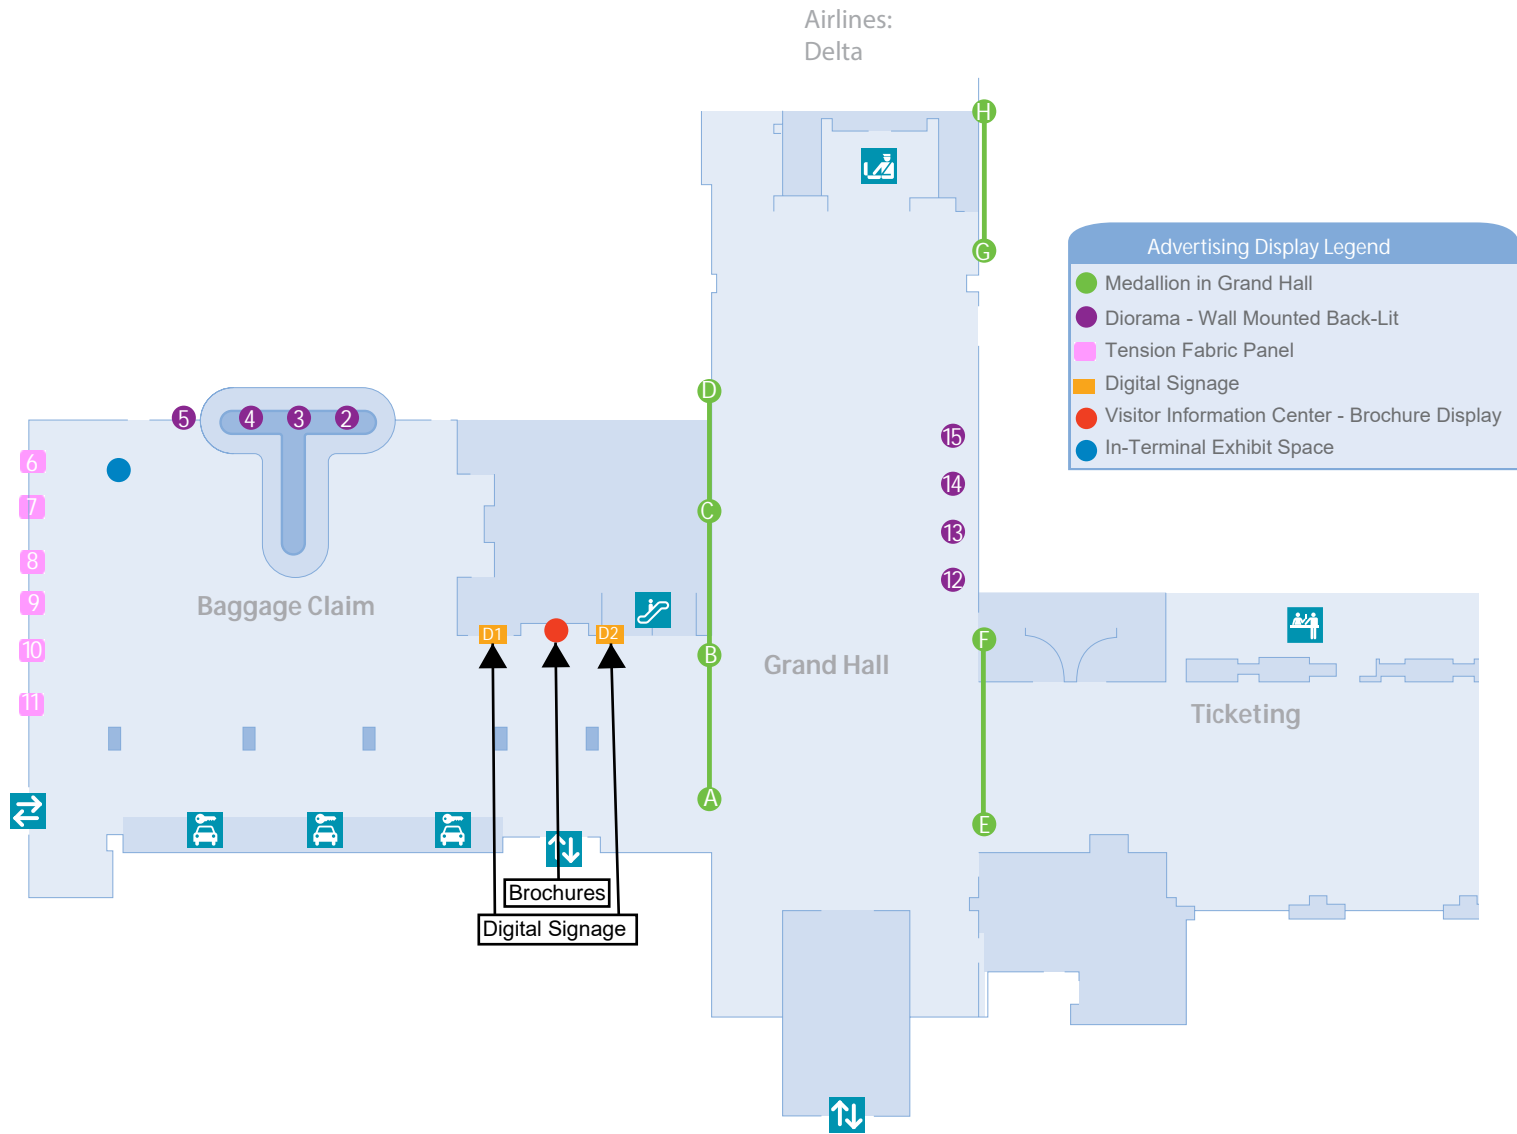 Airlines:
Delta
H
G
Advertising Display Legend
Medallion in Grand Hall
Diorama - Wall Mounted Back-Lit
Tension Fabric Panel
Digital Signage
Visitor Information Center - Brochure Display
In-Terminal Exhibit Space
D
5
4
3
2
15
6
14
7
C
13
8
12
9
Baggage Claim
D1
D2
F
10
B
Grand Hall
11
Ticketing
A
E
Brochures
Digital Signage